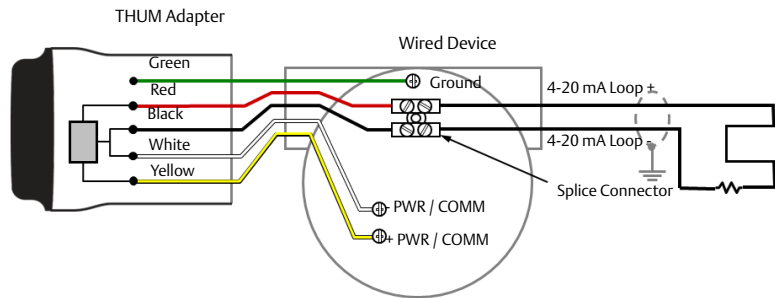 THUM Adapter
Wired Device
Green
Ground
Red
4-20 mA Loop +
Black
White
4-20 mA Loop -
Yellow
Splice Connector
- PWR / COMM
+ PWR / COMM